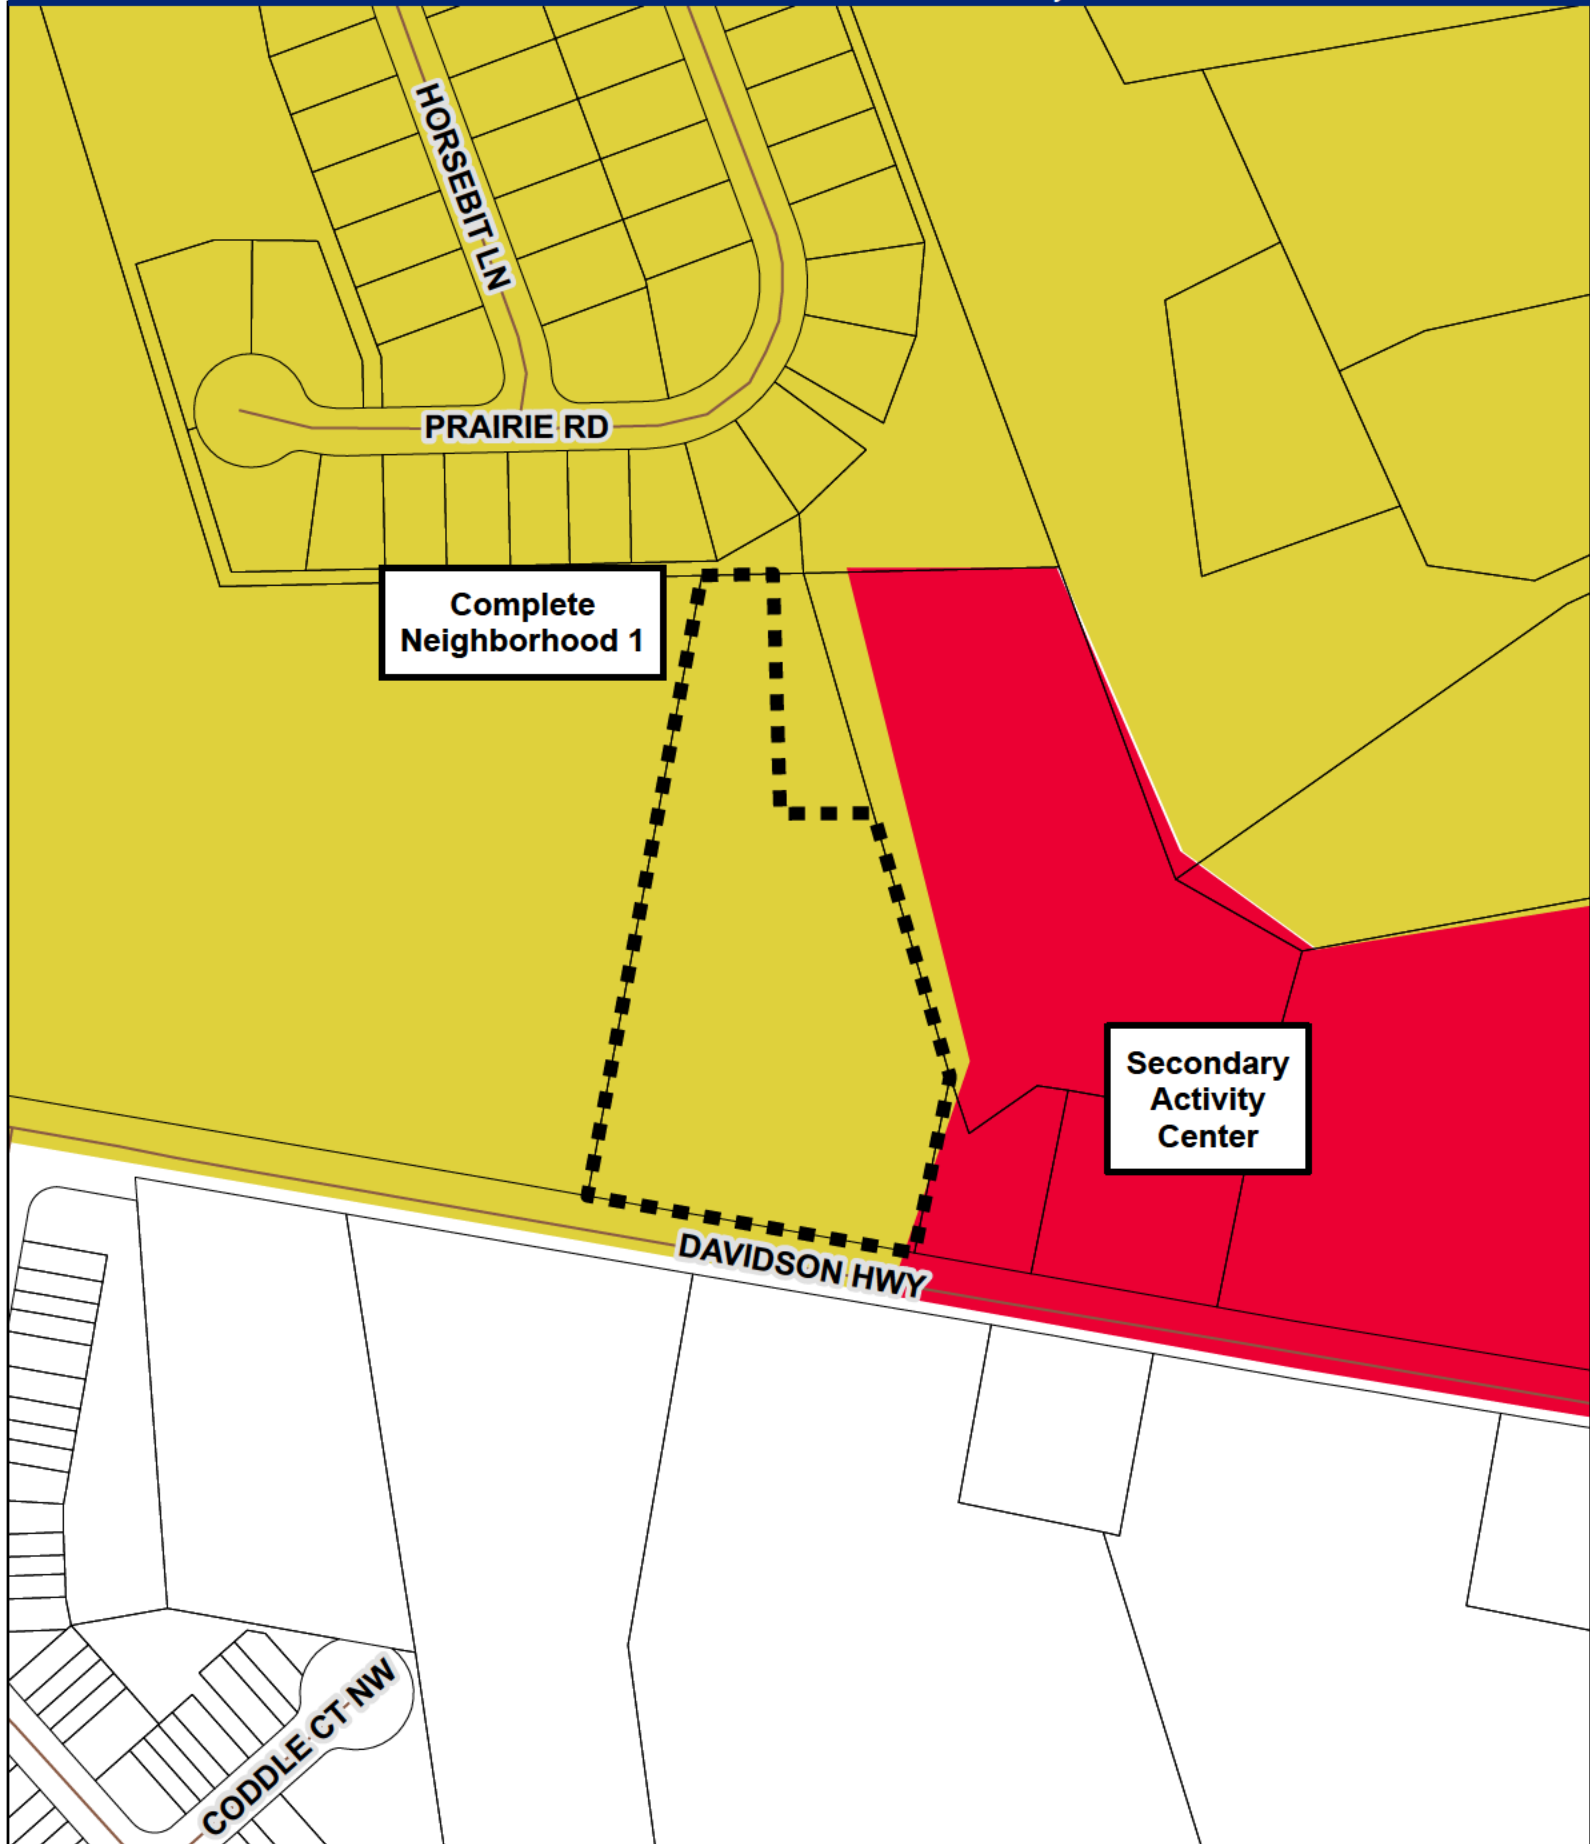 HORSEBIT LN
PRAIRIE RD
Complete
Neighborhood 1
Secondary
Activity
Center
DAVIDSON HWY
CODDLE CT NW